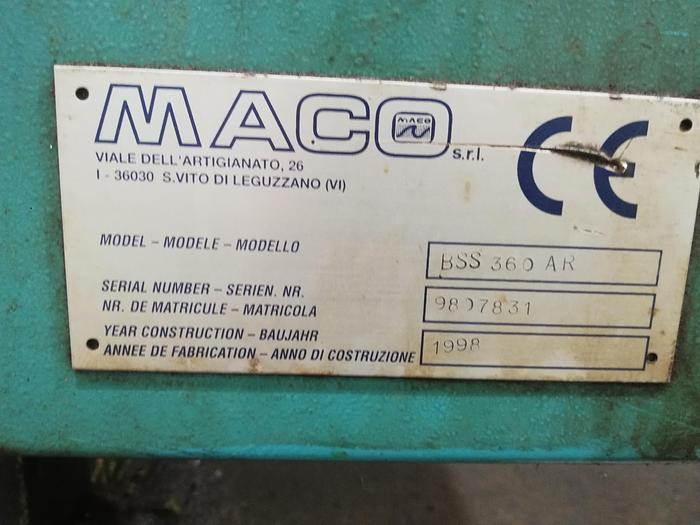 MACO MACO s.r.l. CE
VIALE DELL'ARTIGIANATO, 26
I - 36030 S.VITO DI LEGUZZANO (VI)
MODEL – MODELE – MODELLO BSS 360 AR
SERIAL NUMBER – SERIEN. NR.
NR. DE MATRICULE – MATRICOLA 9807831
YEAR CONSTRUCTION – BAUJAHR
ANNEE DE FABRICATION – ANNO DI COSTRUZIONE 1998